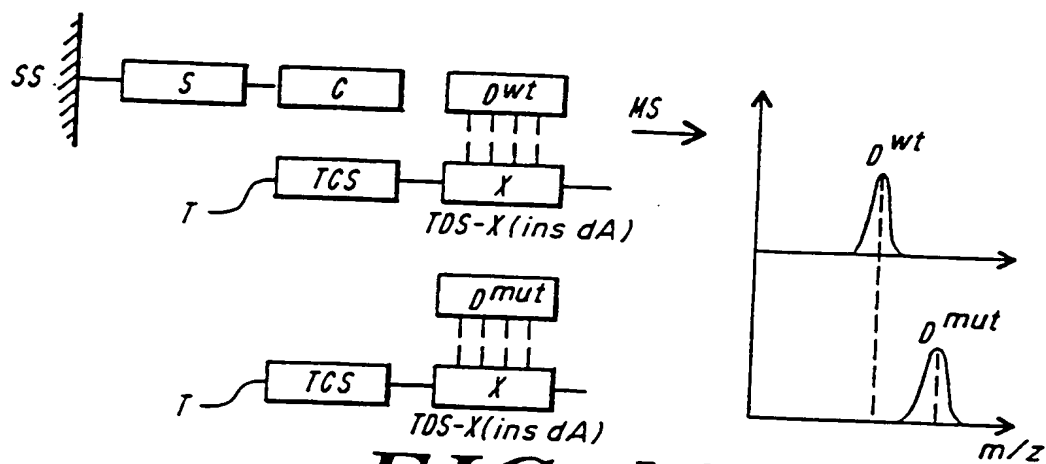 SS
S
C
D wt
TCS
X
T
TDS-X(ins dA)
D mut
TCS
X
T
TDS-X(ins dA)
MS
D wt
D mut
m/z